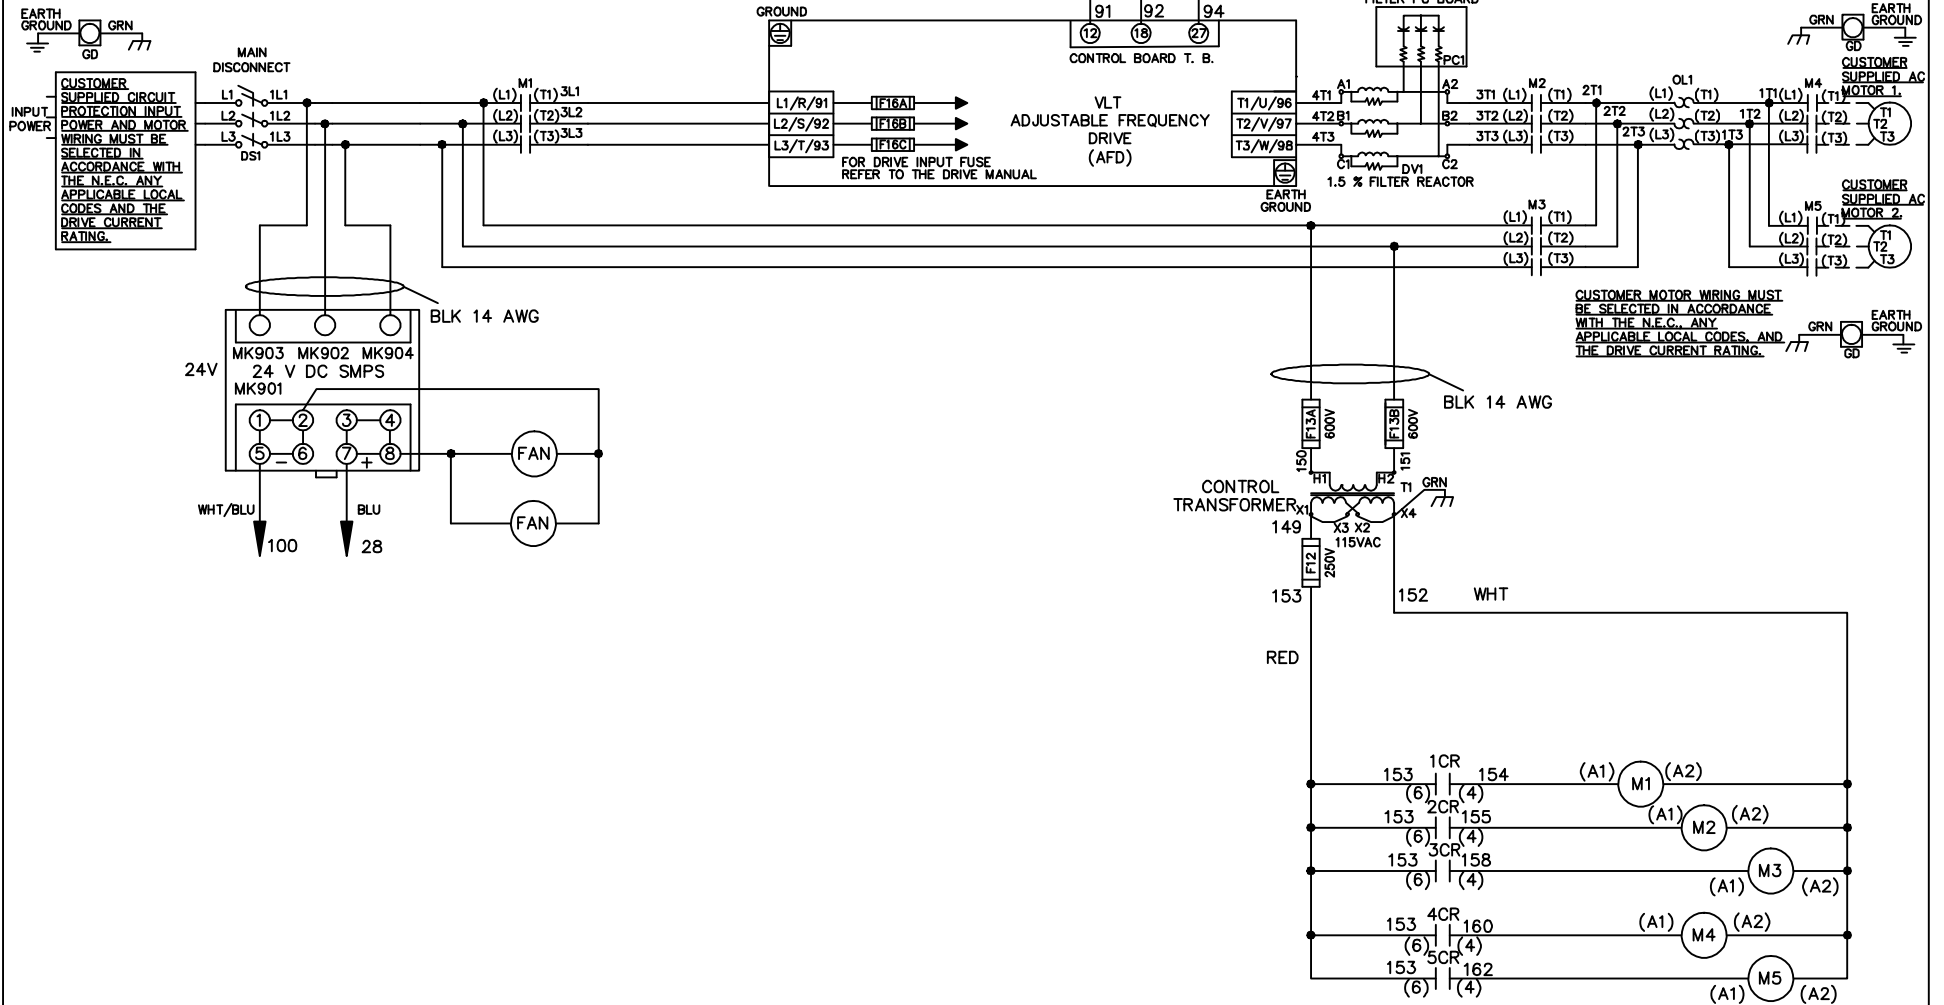 EARTH
GROUND
GRN
GD
MAIN
DISCONNECT
INPUT
POWER
CUSTOMER
SUPPLIED CIRCUIT
PROTECTION INPUT
POWER AND MOTOR
WIRING MUST BE
SELECTED IN
ACCORDANCE WITH
THE N.E.C. ANY
APPLICABLE LOCAL
CODES AND THE
DRIVE CURRENT
RATING.
L1 1L1
L2 1L2
L3 1L3
DS1
M1
(L1) (T1) 3L1
(L2) (T2) 3L2
(L3) (T3) 3L3
GROUND
91 92 94
12 18 27
CONTROL BOARD T. B.
L1/R/91
L2/S/92
L3/T/93
F16A
F16B
F16C
FOR DRIVE INPUT FUSE
REFER TO THE DRIVE MANUAL
VLT
ADJUSTABLE FREQUENCY
DRIVE
(AFD)
T1/U/96
T2/V/97
T3/W/98
EARTH
GROUND
4T1
4T2
4T3
A1 A2
B1 B2
C1 C2
PC1
DV1
1.5 % FILTER REACTOR
M2
3T1 (L1) (T1) 2T1
3T2 (L2) (T2) 2T2
3T3 (L3) (T3) 2T3
OL1
(L1) (T1) 1T1
(L2) (T2) 1T2
(L3) (T3) 1T3
M4
(L1) (T1)
(L2) (T2)
(L3) (T3)
T1
T2
T3
GRN
EARTH
GROUND
GD
CUSTOMER
SUPPLIED AC
MOTOR 1.
M3
(L1) (T1)
(L2) (T2)
(L3) (T3)
M5
(L1) (T1)
(L2) (T2)
(L3) (T3)
T1
T2
T3
CUSTOMER
SUPPLIED AC
MOTOR 2.
CUSTOMER MOTOR WIRING MUST
BE SELECTED IN ACCORDANCE
WITH THE N.E.C., ANY
APPLICABLE LOCAL CODES, AND
THE DRIVE CURRENT RATING.
GRN
EARTH
GROUND
GD
BLK 14 AWG
MK903 MK902 MK904
24V
24 V DC SMPS
MK901
1 2 3 4
5 6 7 8
- +
FAN
FAN
WHT/BLU
BLU
100
28
BLK 14 AWG
F13A 600V
F13B 600V
150
151
H1 H2
T1
GRN
CONTROL
TRANSFORMER
X1 X3 X2 X4
115VAC
149
F12 250V
153
152
WHT
RED
1CR
153 154
(6) (4)
(A1) M1 (A2)
2CR
153 155
(6) (4)
(A1) M2 (A2)
3CR
153 158
(6) (4)
(A1) M3 (A2)
4CR
153 160
(6) (4)
(A1) M4 (A2)
5CR
153 162
(6) (4)
(A1) M5 (A2)